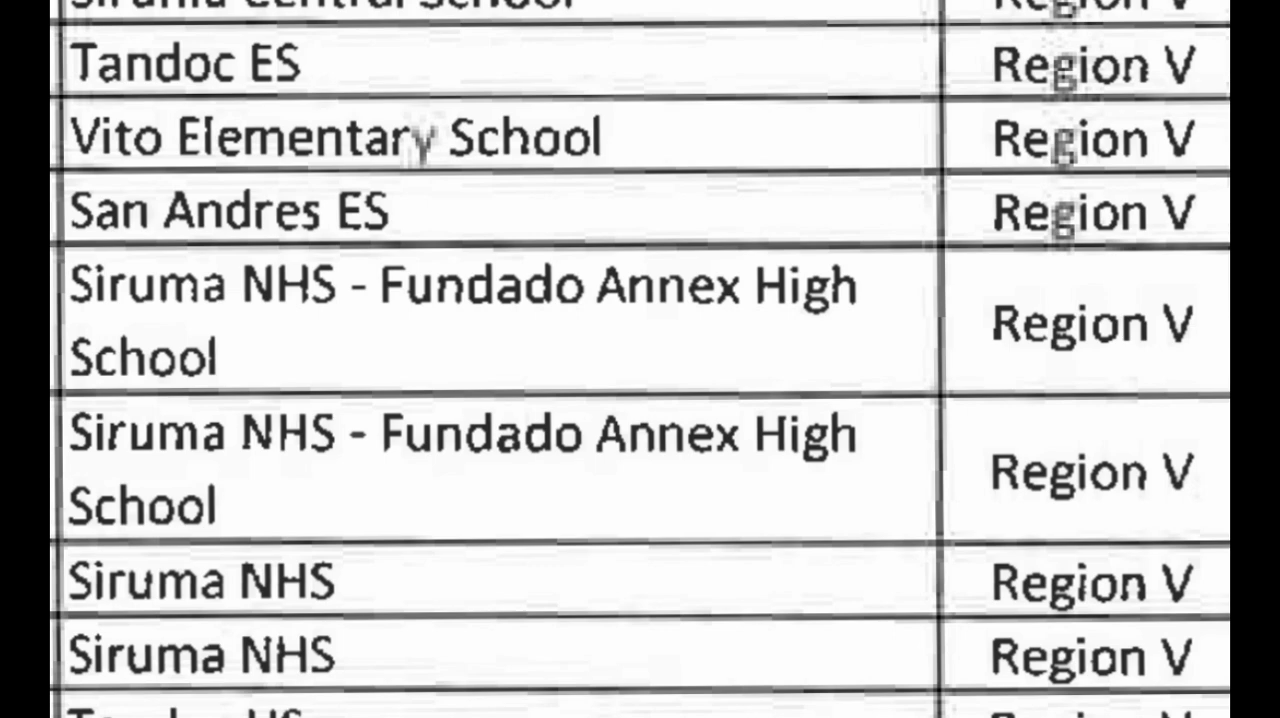 Central School Region V
Tandoc ES Region V
Vito Elementary School Region V
San Andres ES Region V
Siruma NHS - Fundado Annex High
School Region V
Siruma NHS - Fundado Annex High
School Region V
Siruma NHS Region V
Siruma NHS Region V